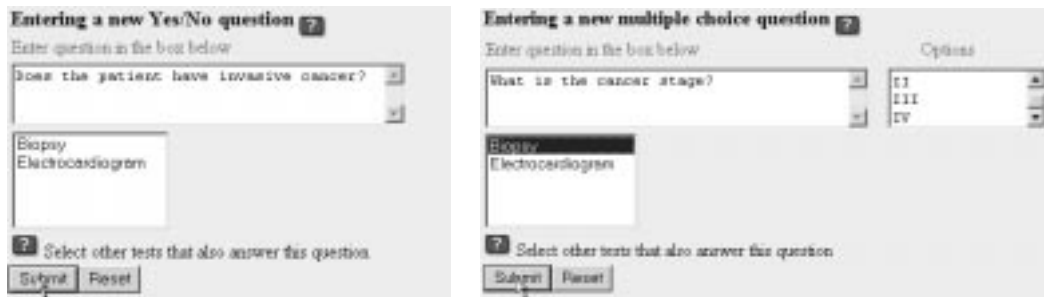 Entering a new Yes/No question ?
Enter question in the box below
Does the patient have invasive cancer?
Biopsy
Electrocardiogram
? Select other tests that also answer this question
Submit Reset
Entering a new multiple choice question ?
Enter question in the box below
Options
What is the cancer stage?
II
III
IV
Biopsy
Electrocardiogram
? Select other tests that also answer this question
Submit Reset